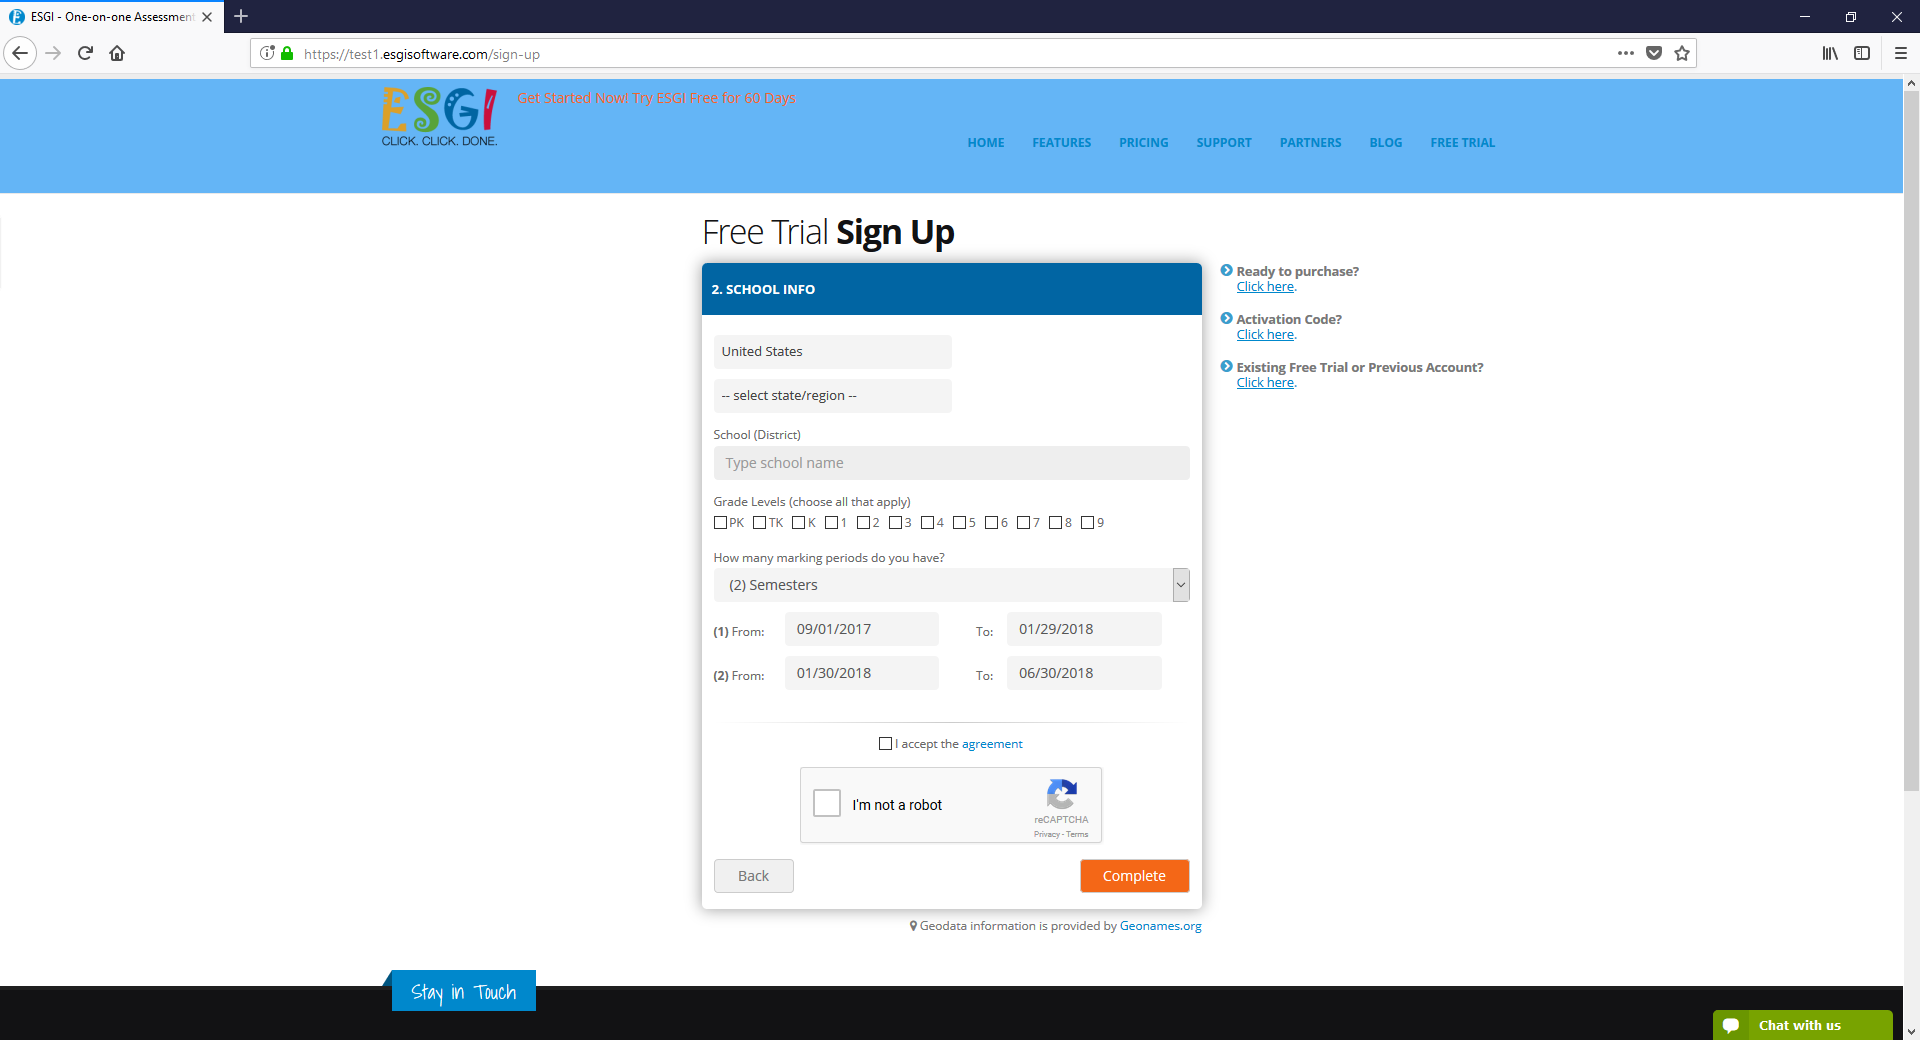 ESGI - One-on-one Assessment
https://test1.esgisoftware.com/sign-up
ESGI
CLICK. CLICK. DONE.
Get Started Now! Try ESGI Free for 60 Days
HOME FEATURES PRICING SUPPORT PARTNERS BLOG FREE TRIAL
Free Trial Sign Up
2. SCHOOL INFO
United States
-- select state/region --
School (District)
Type school name
Grade Levels (choose all that apply)
PK TK K 1 2 3 4 5 6 7 8 9
How many marking periods do you have?
(2) Semesters
(1) From: 09/01/2017 To: 01/29/2018
(2) From: 01/30/2018 To: 06/30/2018
I accept the agreement
I'm not a robot
reCAPTCHA
Privacy - Terms
Back Complete
Geodata information is provided by Geonames.org
Ready to purchase?
Click here.
Activation Code?
Click here.
Existing Free Trial or Previous Account?
Click here.
Stay in Touch
Chat with us